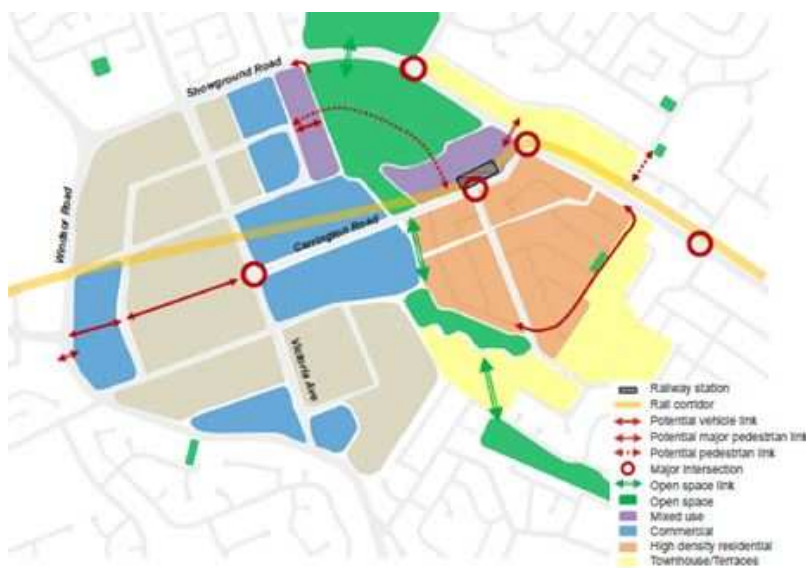 Showground Road
Windsor Road
Carrington Road
Victoria Ave
Railway station
Rail corridor
Potential vehicle link
Potential major pedestrian link
Potential pedestrian link
Major Intersection
Open space link
Open space
Mixed use
Commercial
High density residential
Townhouse/Terraces